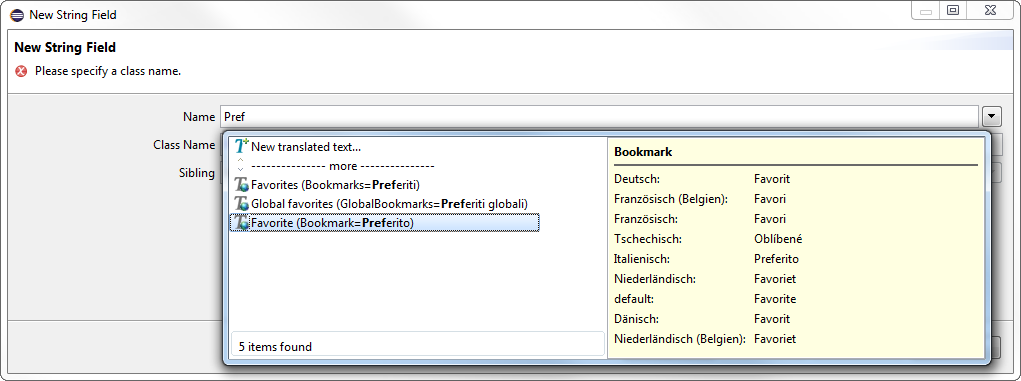 New String Field
New String Field
Please specify a class name.
Name Pref
Class Name
Sibling
New translated text...
--------------- more ---------------
Favorites (Bookmarks=Preferiti)
Global favorites (GlobalBookmarks=Preferiti globali)
Favorite (Bookmark=Preferito)
5 items found
Bookmark
Deutsch: Favorit
Französisch (Belgien): Favori
Französisch: Favori
Tschechisch: Oblíbené
Italienisch: Preferito
Niederländisch: Favoriet
default: Favorite
Dänisch: Favorit
Niederländisch (Belgien): Favoriet